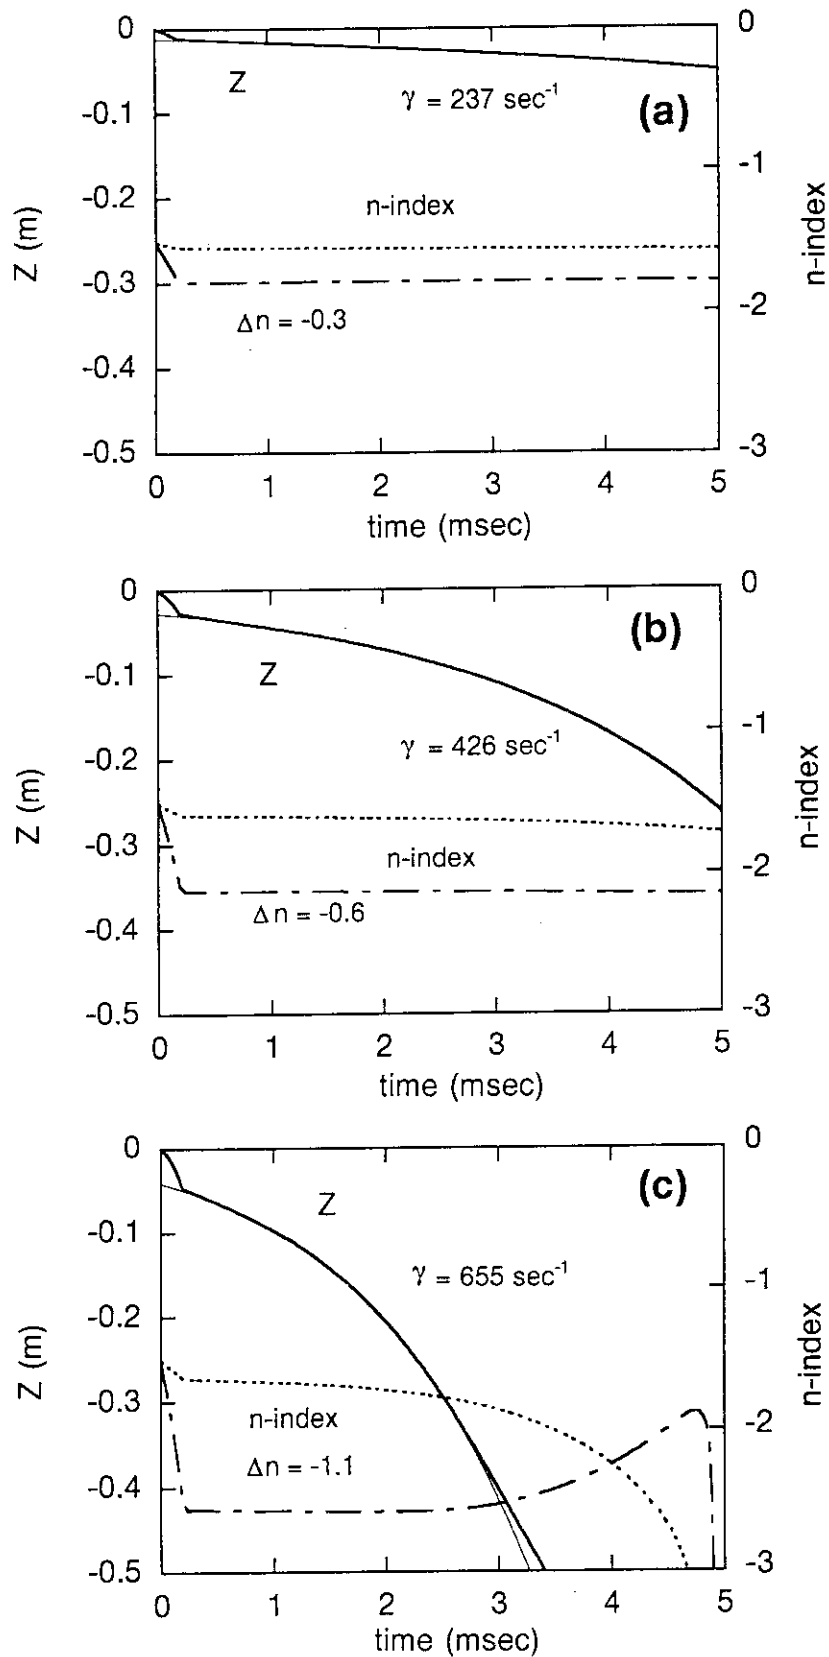 0
0
(a)
Z
γ = 237 sec⁻¹
-0.1
-1
n-index
-0.2
Z (m)
n-index
-0.3
-2
Δn = -0.3
-0.4
-0.5
-3
0 1 2 3 4 5
time (msec)
0
0
(b)
Z
-0.1
-1
γ = 426 sec⁻¹
-0.2
Z (m)
n-index
-0.3
n-index
-2
Δn = -0.6
-0.4
-0.5
-3
0 1 2 3 4 5
time (msec)
0
0
(c)
Z
-0.1
γ = 655 sec⁻¹
-1
-0.2
Z (m)
n-index
-0.3
n-index
-2
Δn = -1.1
-0.4
-0.5
-3
0 1 2 3 4 5
time (msec)